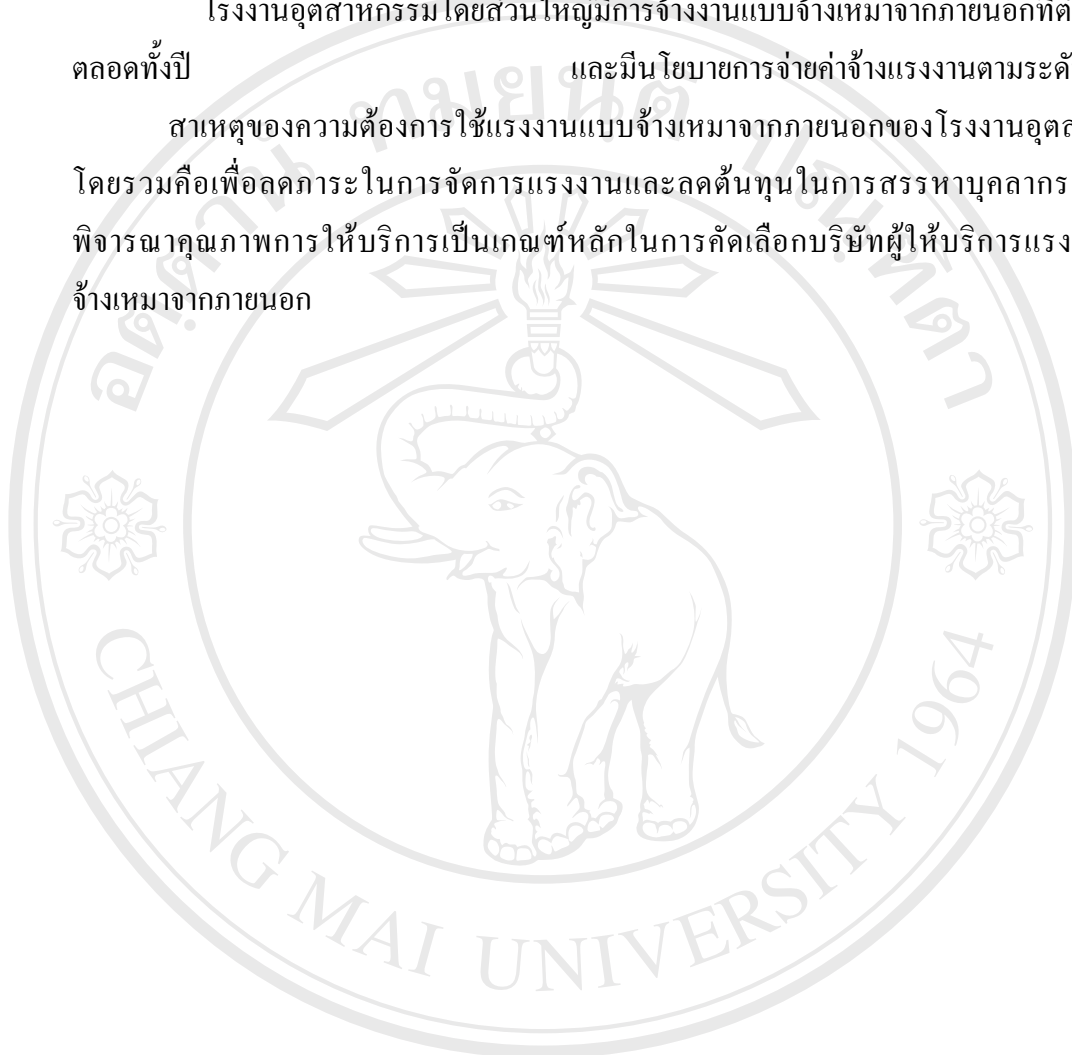 โรงงานอุตสาหกรรมโดยส่วนใหญ่มีการจ้างงานแบบจ้างเหมาจากภายนอกที่
ตลอดทั้งปี และมีนโยบายการจ่ายค่าจ้างแรงงานตาม
สาเหตุของความต้องการใช้แรงงานแบบจ้างเหมาจากภายนอกของโรงงาน
โดยรวมคือเพื่อลดภาระในการจัดการแรงงานและลดต้นทุนในการสรรหาบุคลากร
พิจารณาคุณภาพการให้บริการเป็นเกณฑ์หลักในการคัดเลือกบริษัทผู้ให้บริการแรง
จ้างเหมาจากภายนอก
อตฺตานํ ทมยนฺติ ปณฺฑิตา
CHIANG MAI UNIVERSITY 1964